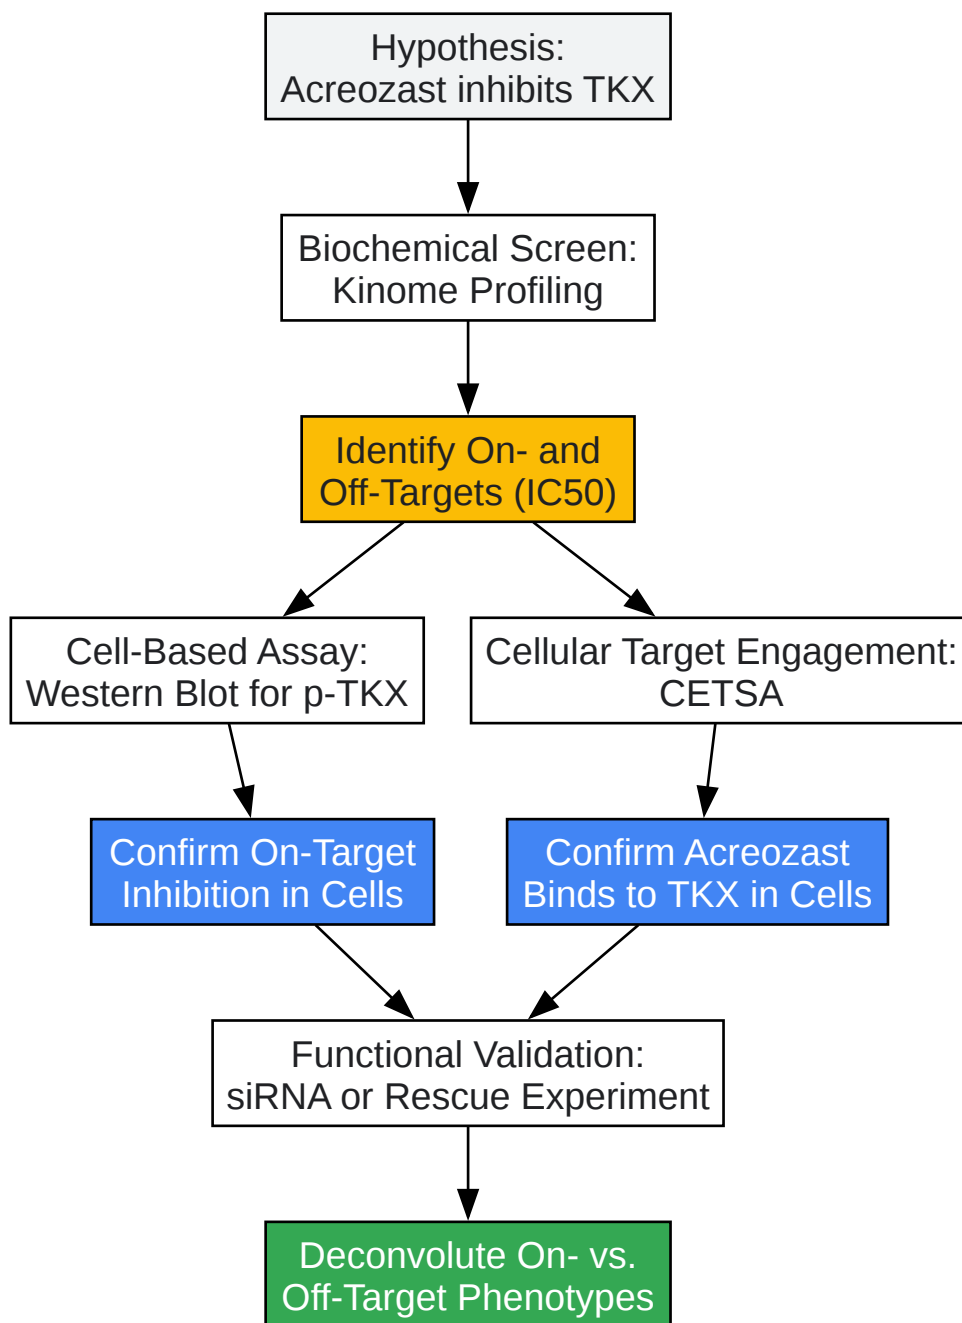 Hypothesis:
Acreozast inhibits TKX
Biochemical Screen:
Kinome Profiling
Identify On- and
Off-Targets (IC50)
Cell-Based Assay:
Western Blot for p-TKX
Cellular Target Engagement:
CETSA
Confirm On-Target
Inhibition in Cells
Confirm Acreozast
Binds to TKX in Cells
Functional Validation:
siRNA or Rescue Experiment
Deconvolute On- vs.
Off-Target Phenotypes